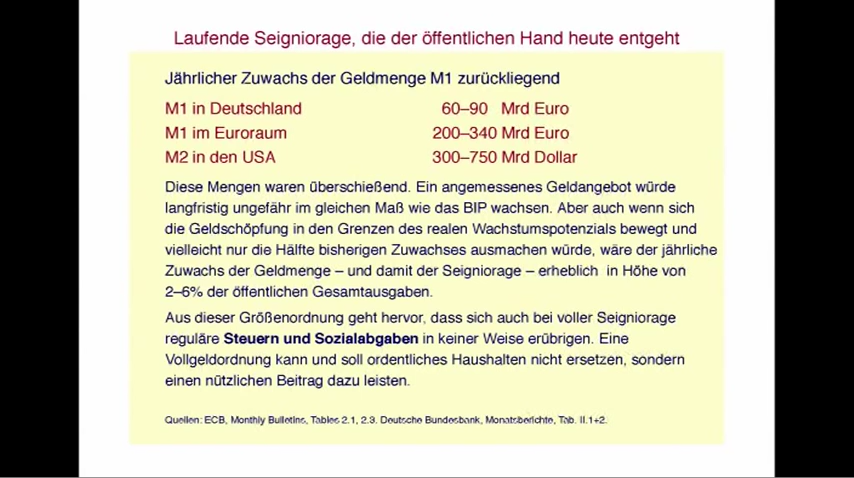 Laufende Seigniorage, die der öffentlichen Hand heute entgeht
Jährlicher Zuwachs der Geldmenge M1 zurückliegend
M1 in Deutschland 60–90 Mrd Euro
M1 im Euroraum 200–340 Mrd Euro
M2 in den USA 300–750 Mrd Dollar
Diese Mengen waren überschießend. Ein angemessenes Geldangebot würde
langfristig ungefähr im gleichen Maß wie das BIP wachsen. Aber auch wenn sich
die Geldschöpfung in den Grenzen des realen Wachstumspotenzials bewegt und
vielleicht nur die Hälfte bisherigen Zuwachses ausmachen würde, wäre der jährliche
Zuwachs der Geldmenge – und damit der Seigniorage – erheblich in Höhe von
2–6% der öffentlichen Gesamtausgaben.
Aus dieser Größenordnung geht hervor, dass sich auch bei voller Seigniorage
reguläre Steuern und Sozialabgaben in keiner Weise erübrigen. Eine
Vollgeldordnung kann und soll ordentliches Haushalten nicht ersetzen, sondern
einen nützlichen Beitrag dazu leisten.
Quellen: ECB, Monthly Bulletins, Tables 2.1, 2.3. Deutsche Bundesbank, Monatsberichte, Tab. II.1+2.